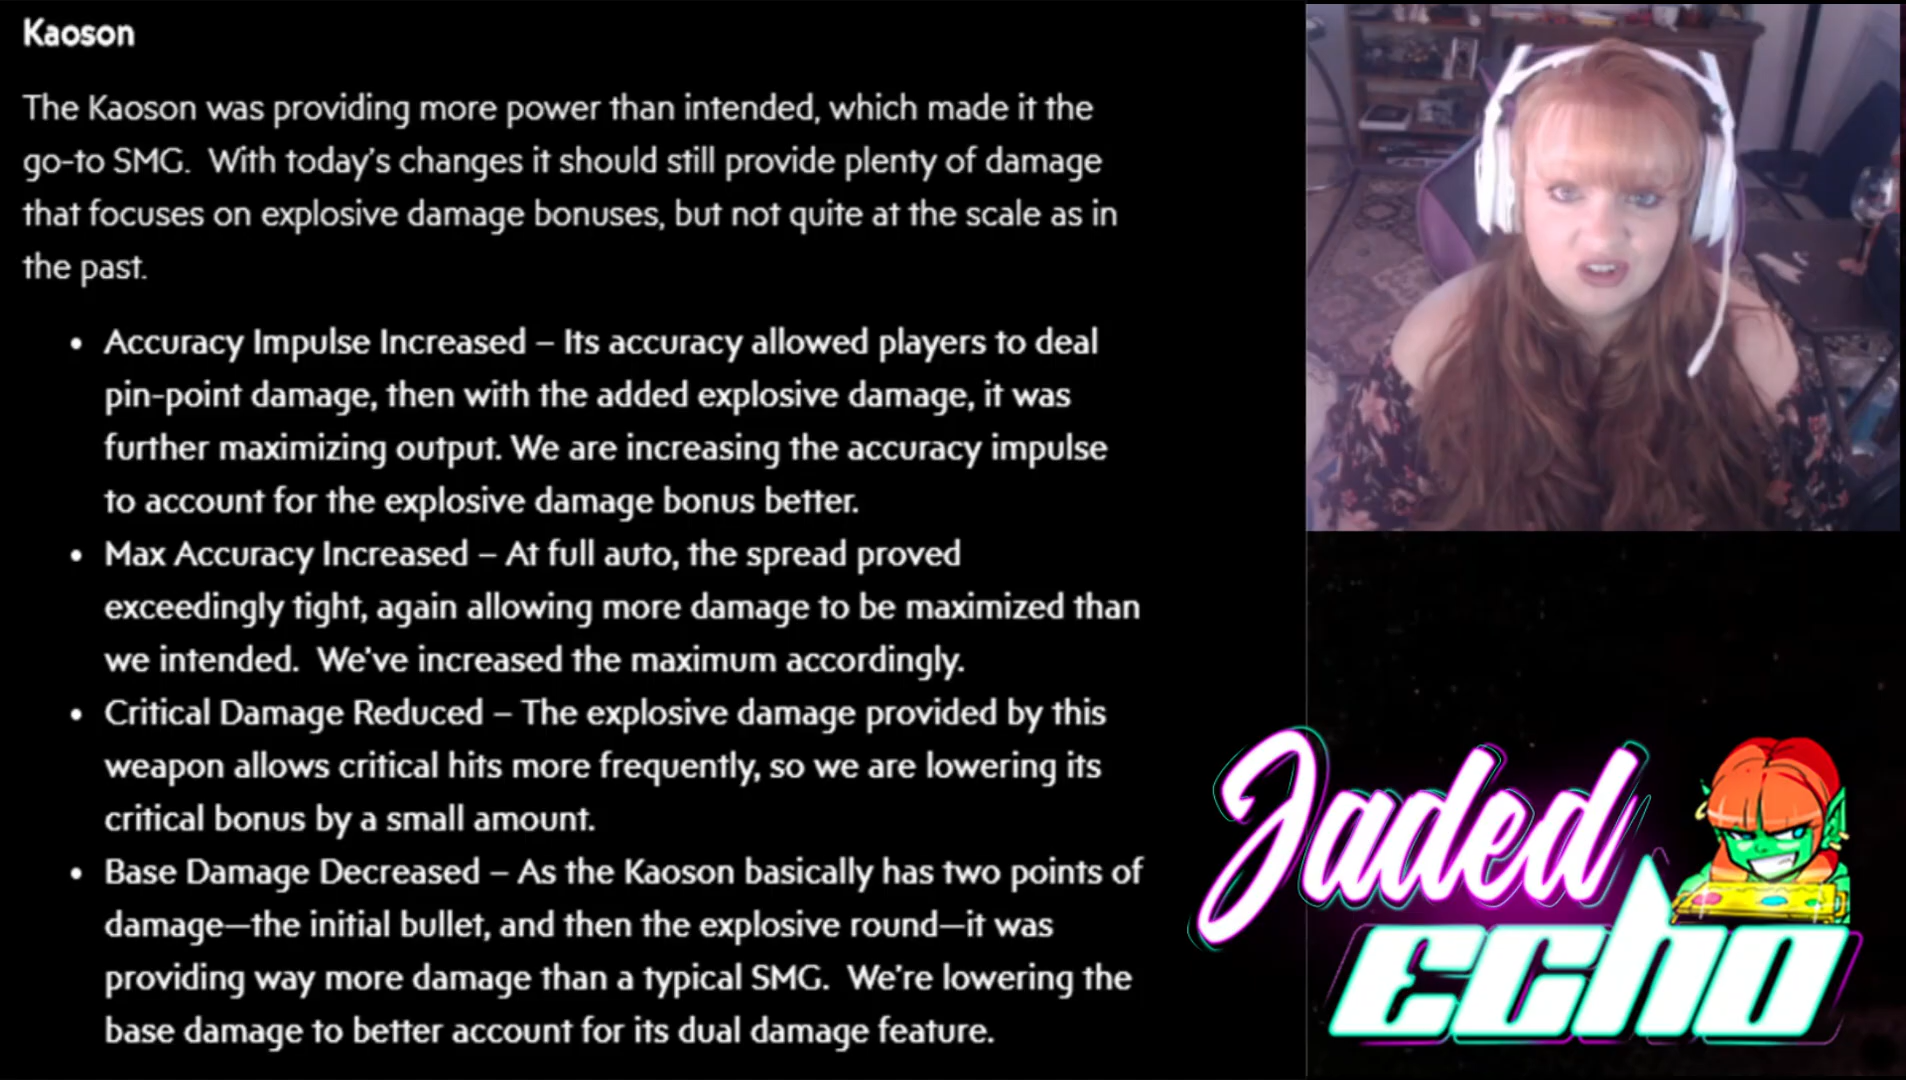 Kaoson
The Kaoson was providing more power than intended, which made it the
go-to SMG.  With today's changes it should still provide plenty of damage
that focuses on explosive damage bonuses, but not quite at the scale as in
the past.
• Accuracy Impulse Increased – Its accuracy allowed players to deal
pin-point damage, then with the added explosive damage, it was
further maximizing output. We are increasing the accuracy impulse
to account for the explosive damage bonus better.
• Max Accuracy Increased – At full auto, the spread proved
exceedingly tight, again allowing more damage to be maximized than
we intended.  We've increased the maximum accordingly.
• Critical Damage Reduced – The explosive damage provided by this
weapon allows critical hits more frequently, so we are lowering its
critical bonus by a small amount.
• Base Damage Decreased – As the Kaoson basically has two points of
damage—the initial bullet, and then the explosive round—it was
providing way more damage than a typical SMG.  We're lowering the
base damage to better account for its dual damage feature.
Jaded
Echo